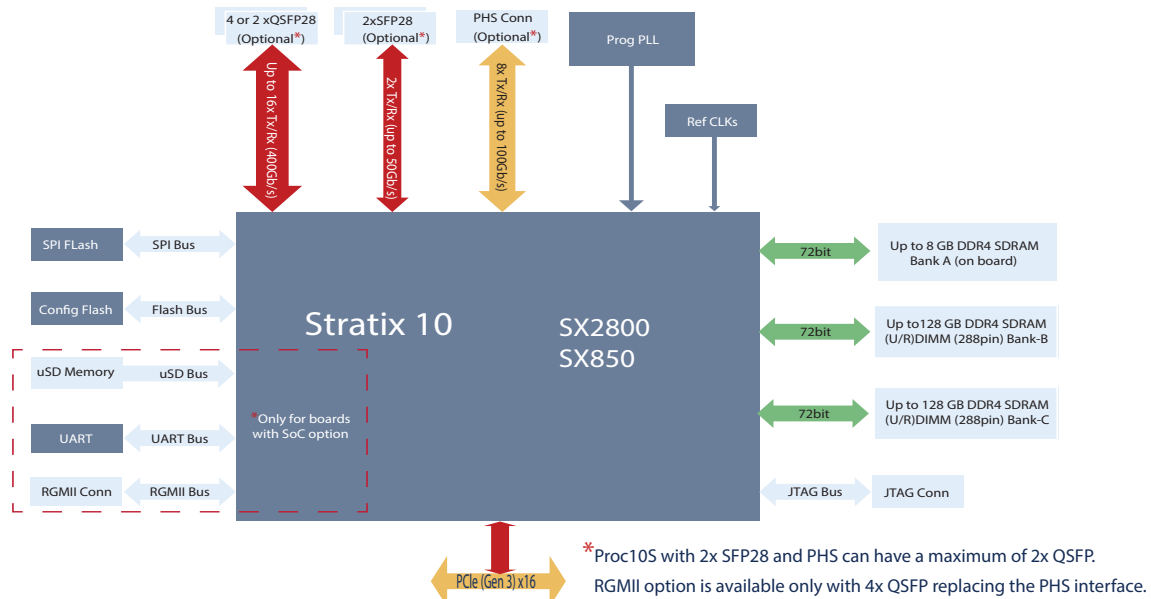 4 or 2 xQSFP28
(Optional*)
2xSFP28
(Optional*)
PHS Conn
(Optional*)
Prog PLL
Ref CLKs
Up to 16x Tx/Rx (400Gb/s)
2x Tx/Rx (up to 50Gb/s)
8x Tx/Rx (up to 100Gb/s)
SPI FLash
SPI Bus
Config Flash
Flash Bus
uSD Memory
uSD Bus
UART
UART Bus
RGMII Conn
RGMII Bus
*Only for boards
with SoC option
Stratix 10
SX2800
SX850
72bit
Up to 8 GB DDR4 SDRAM
Bank A (on board)
72bit
Up to128 GB DDR4 SDRAM
(U/R)DIMM (288pin) Bank-B
72bit
Up to 128 GB DDR4 SDRAM
(U/R)DIMM (288pin) Bank-C
JTAG Bus
JTAG Conn
PCIe (Gen 3) x16
*Proc10S with 2x SFP28 and PHS can have a maximum of 2x QSFP.
RGMII option is available only with 4x QSFP replacing the PHS interface.